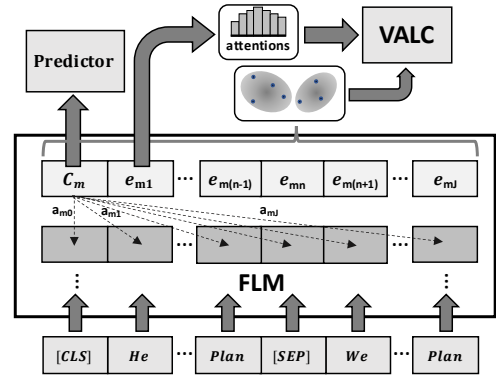 attentions
VALC
Predictor
C_m e_m1 ... e_m(n-1) e_mn e_m(n+1) ... e_mJ
a_m0 a_m1 a_mJ
... ...
⋮ ⋮
FLM
[CLS] He ... Plan [SEP] We ... Plan